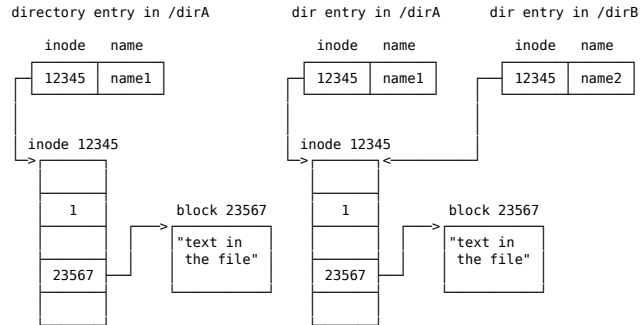 directory entry in /dirA
inode name
12345 name1
inode 12345
1
block 23567
"text in
the file"
23567
dir entry in /dirA
dir entry in /dirB
inode name
12345 name1
inode name
12345 name2
inode 12345
1
block 23567
"text in
the file"
23567